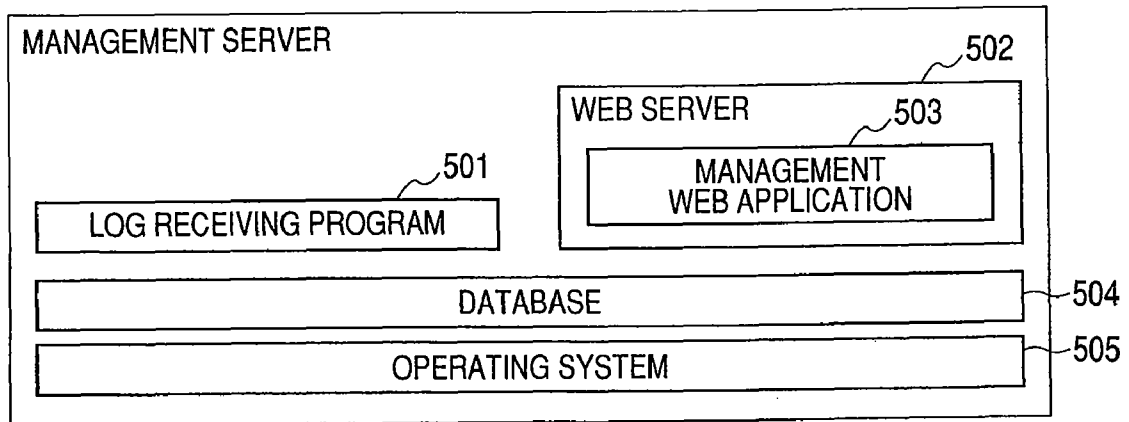 MANAGEMENT SERVER
502
WEB SERVER
503
MANAGEMENT
WEB APPLICATION
501
LOG RECEIVING PROGRAM
DATABASE
504
OPERATING SYSTEM
505